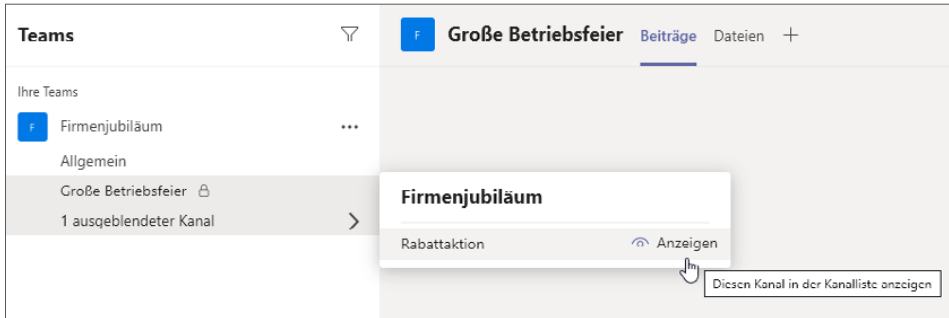 Teams
F Große Betriebsfeier Beiträge Dateien +
Ihre Teams
F Firmenjubiläum ...
Allgemein
Große Betriebsfeier
1 ausgeblendeter Kanal
Firmenjubiläum
Rabattaktion Anzeigen
Diesen Kanal in der Kanalliste anzeigen